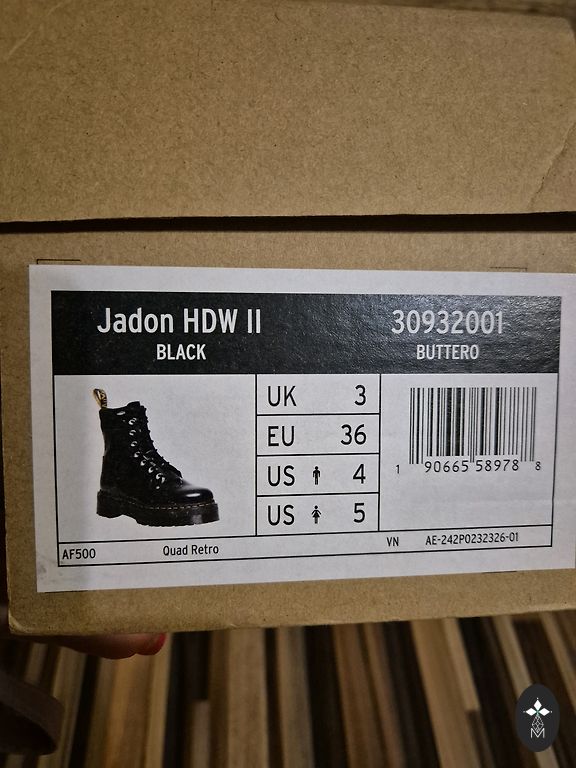 Jadon HDW II
BLACK
30932001
BUTTERO
UK 3
EU 36
US 4
US 5
1 90665 58978 8
AF500
Quad Retro
VN
AE-242P0232326-01
M